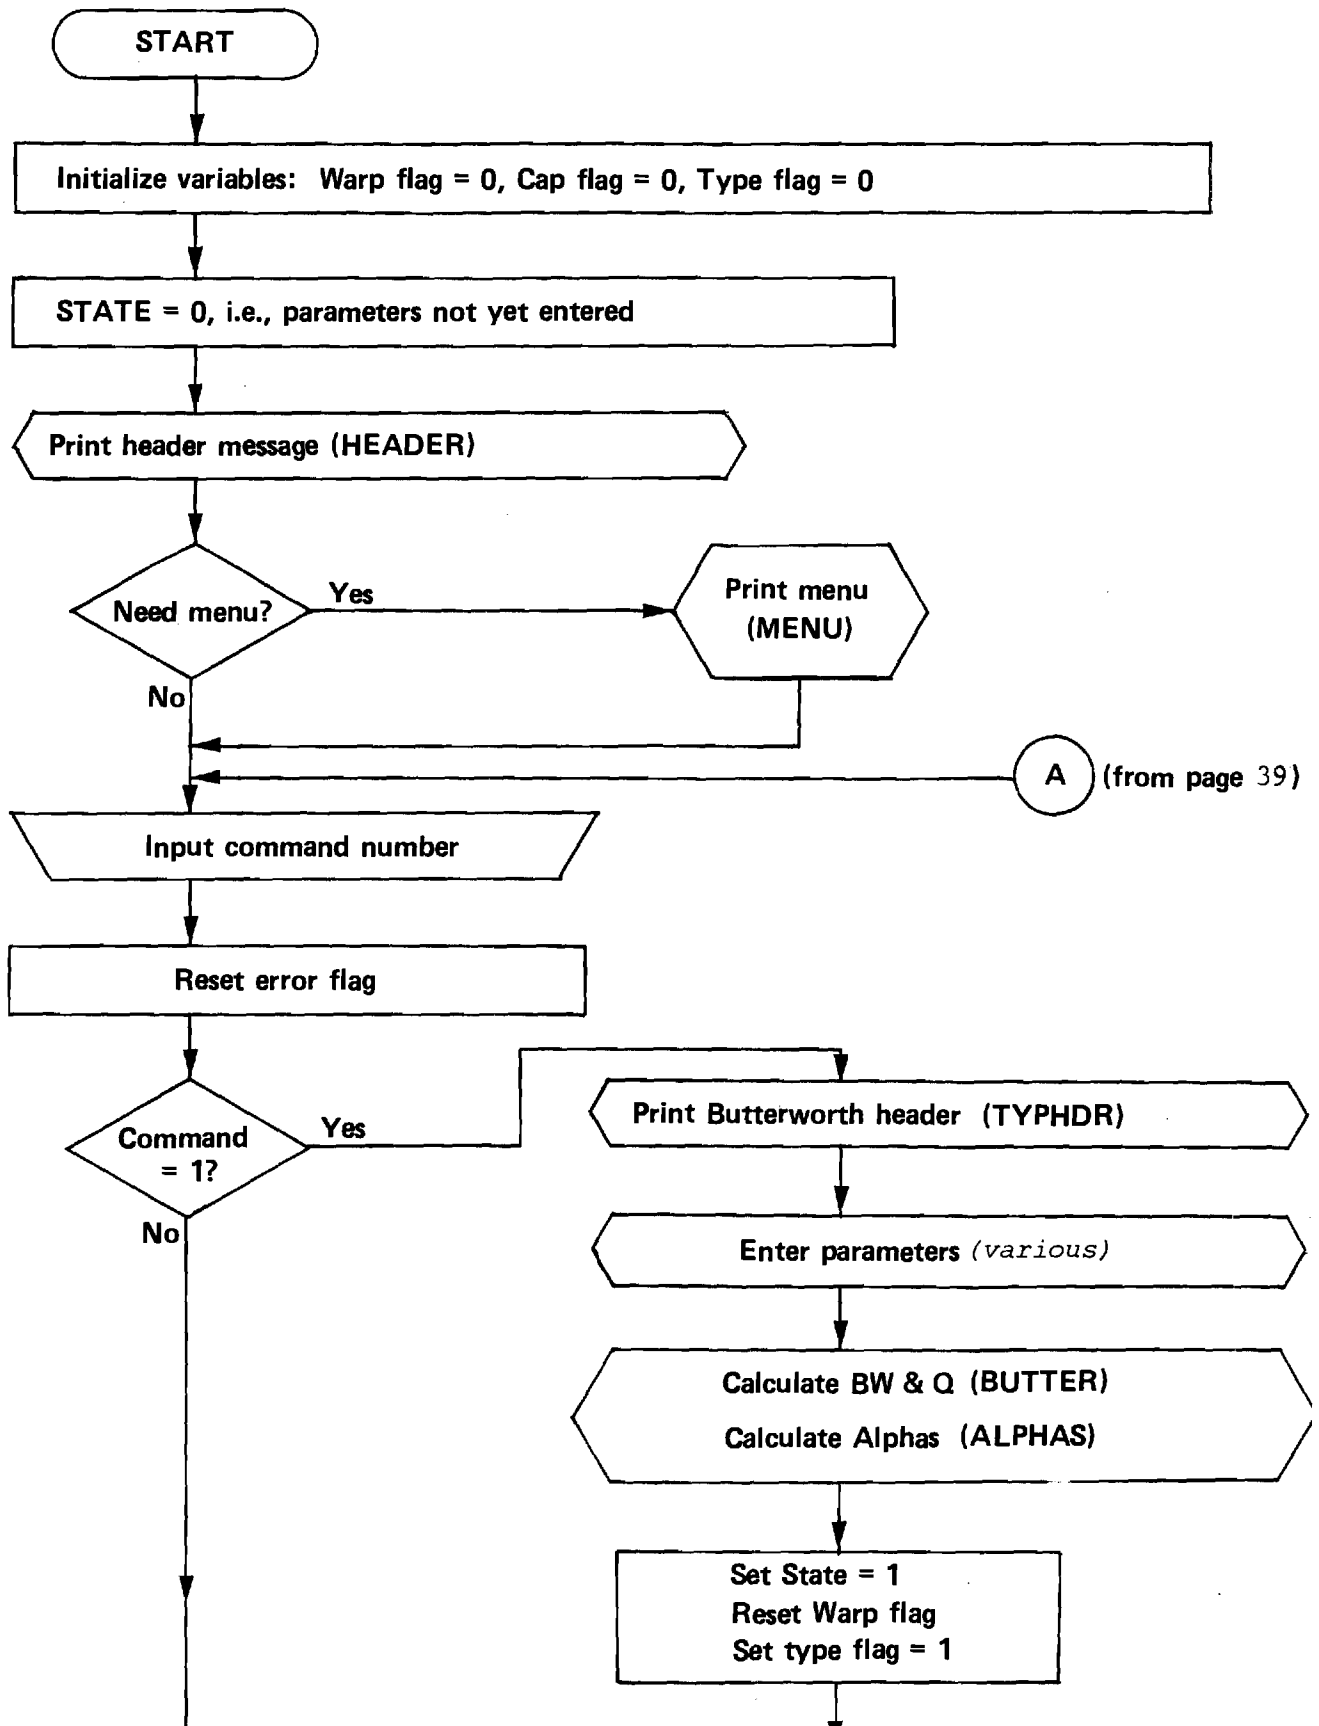 START
Initialize variables: Warp flag = 0, Cap flag = 0, Type flag = 0
STATE = 0, i.e., parameters not yet entered
Print header message (HEADER)
Need menu?
Yes
Print menu
(MENU)
No
A (from page 39)
Input command number
Reset error flag
Command
= 1?
Yes
No
Print Butterworth header (TYPHDR)
Enter parameters (various)
Calculate BW & Q (BUTTER)
Calculate Alphas (ALPHAS)
Set State = 1
Reset Warp flag
Set type flag = 1